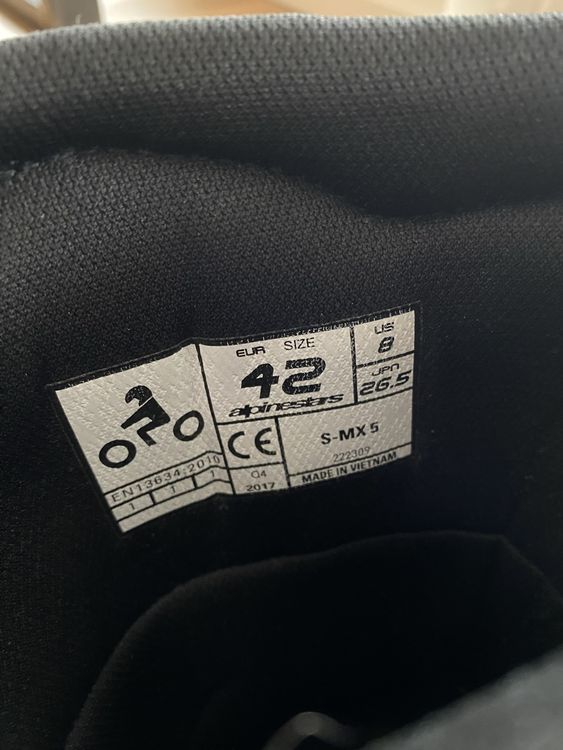 EUR SIZE
42
alpinestars
US
8
JPN
26.5
EN13634:2010
1 1 1
CE
04
2017
S-MX 5
222309
MADE IN VIETNAM